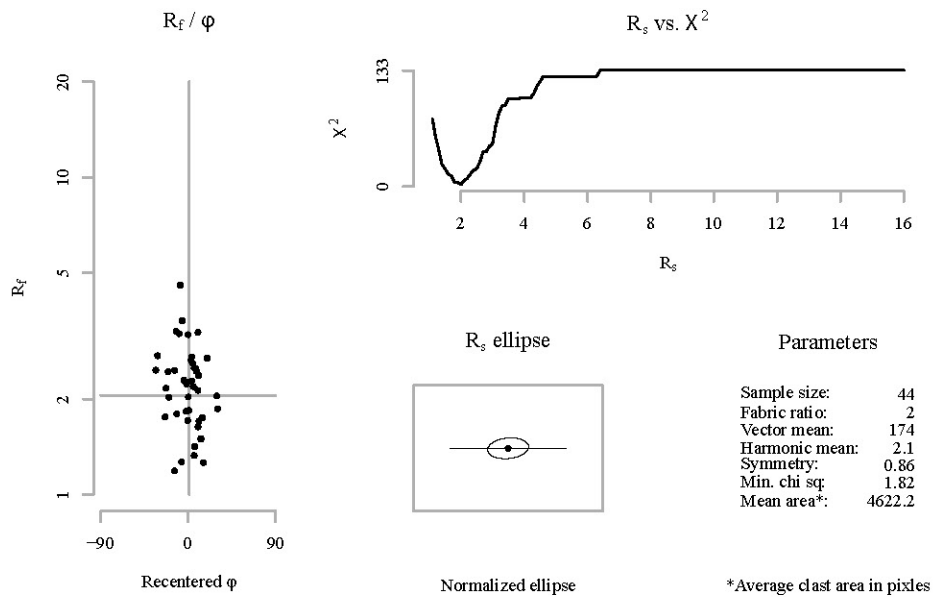 Rf / φ
20
10
5
2
1
Rf
−90 0 90
Recentered φ
Rs vs. X²
133
0
X²
2 4 6 8 10 12 14 16
Rs
Rs ellipse
Normalized ellipse
Parameters
Sample size: 44
Fabric ratio: 2
Vector mean: 174
Harmonic mean: 2.1
Symmetry: 0.86
Min. chi sq: 1.82
Mean area*: 4622.2
*Average clast area in pixles